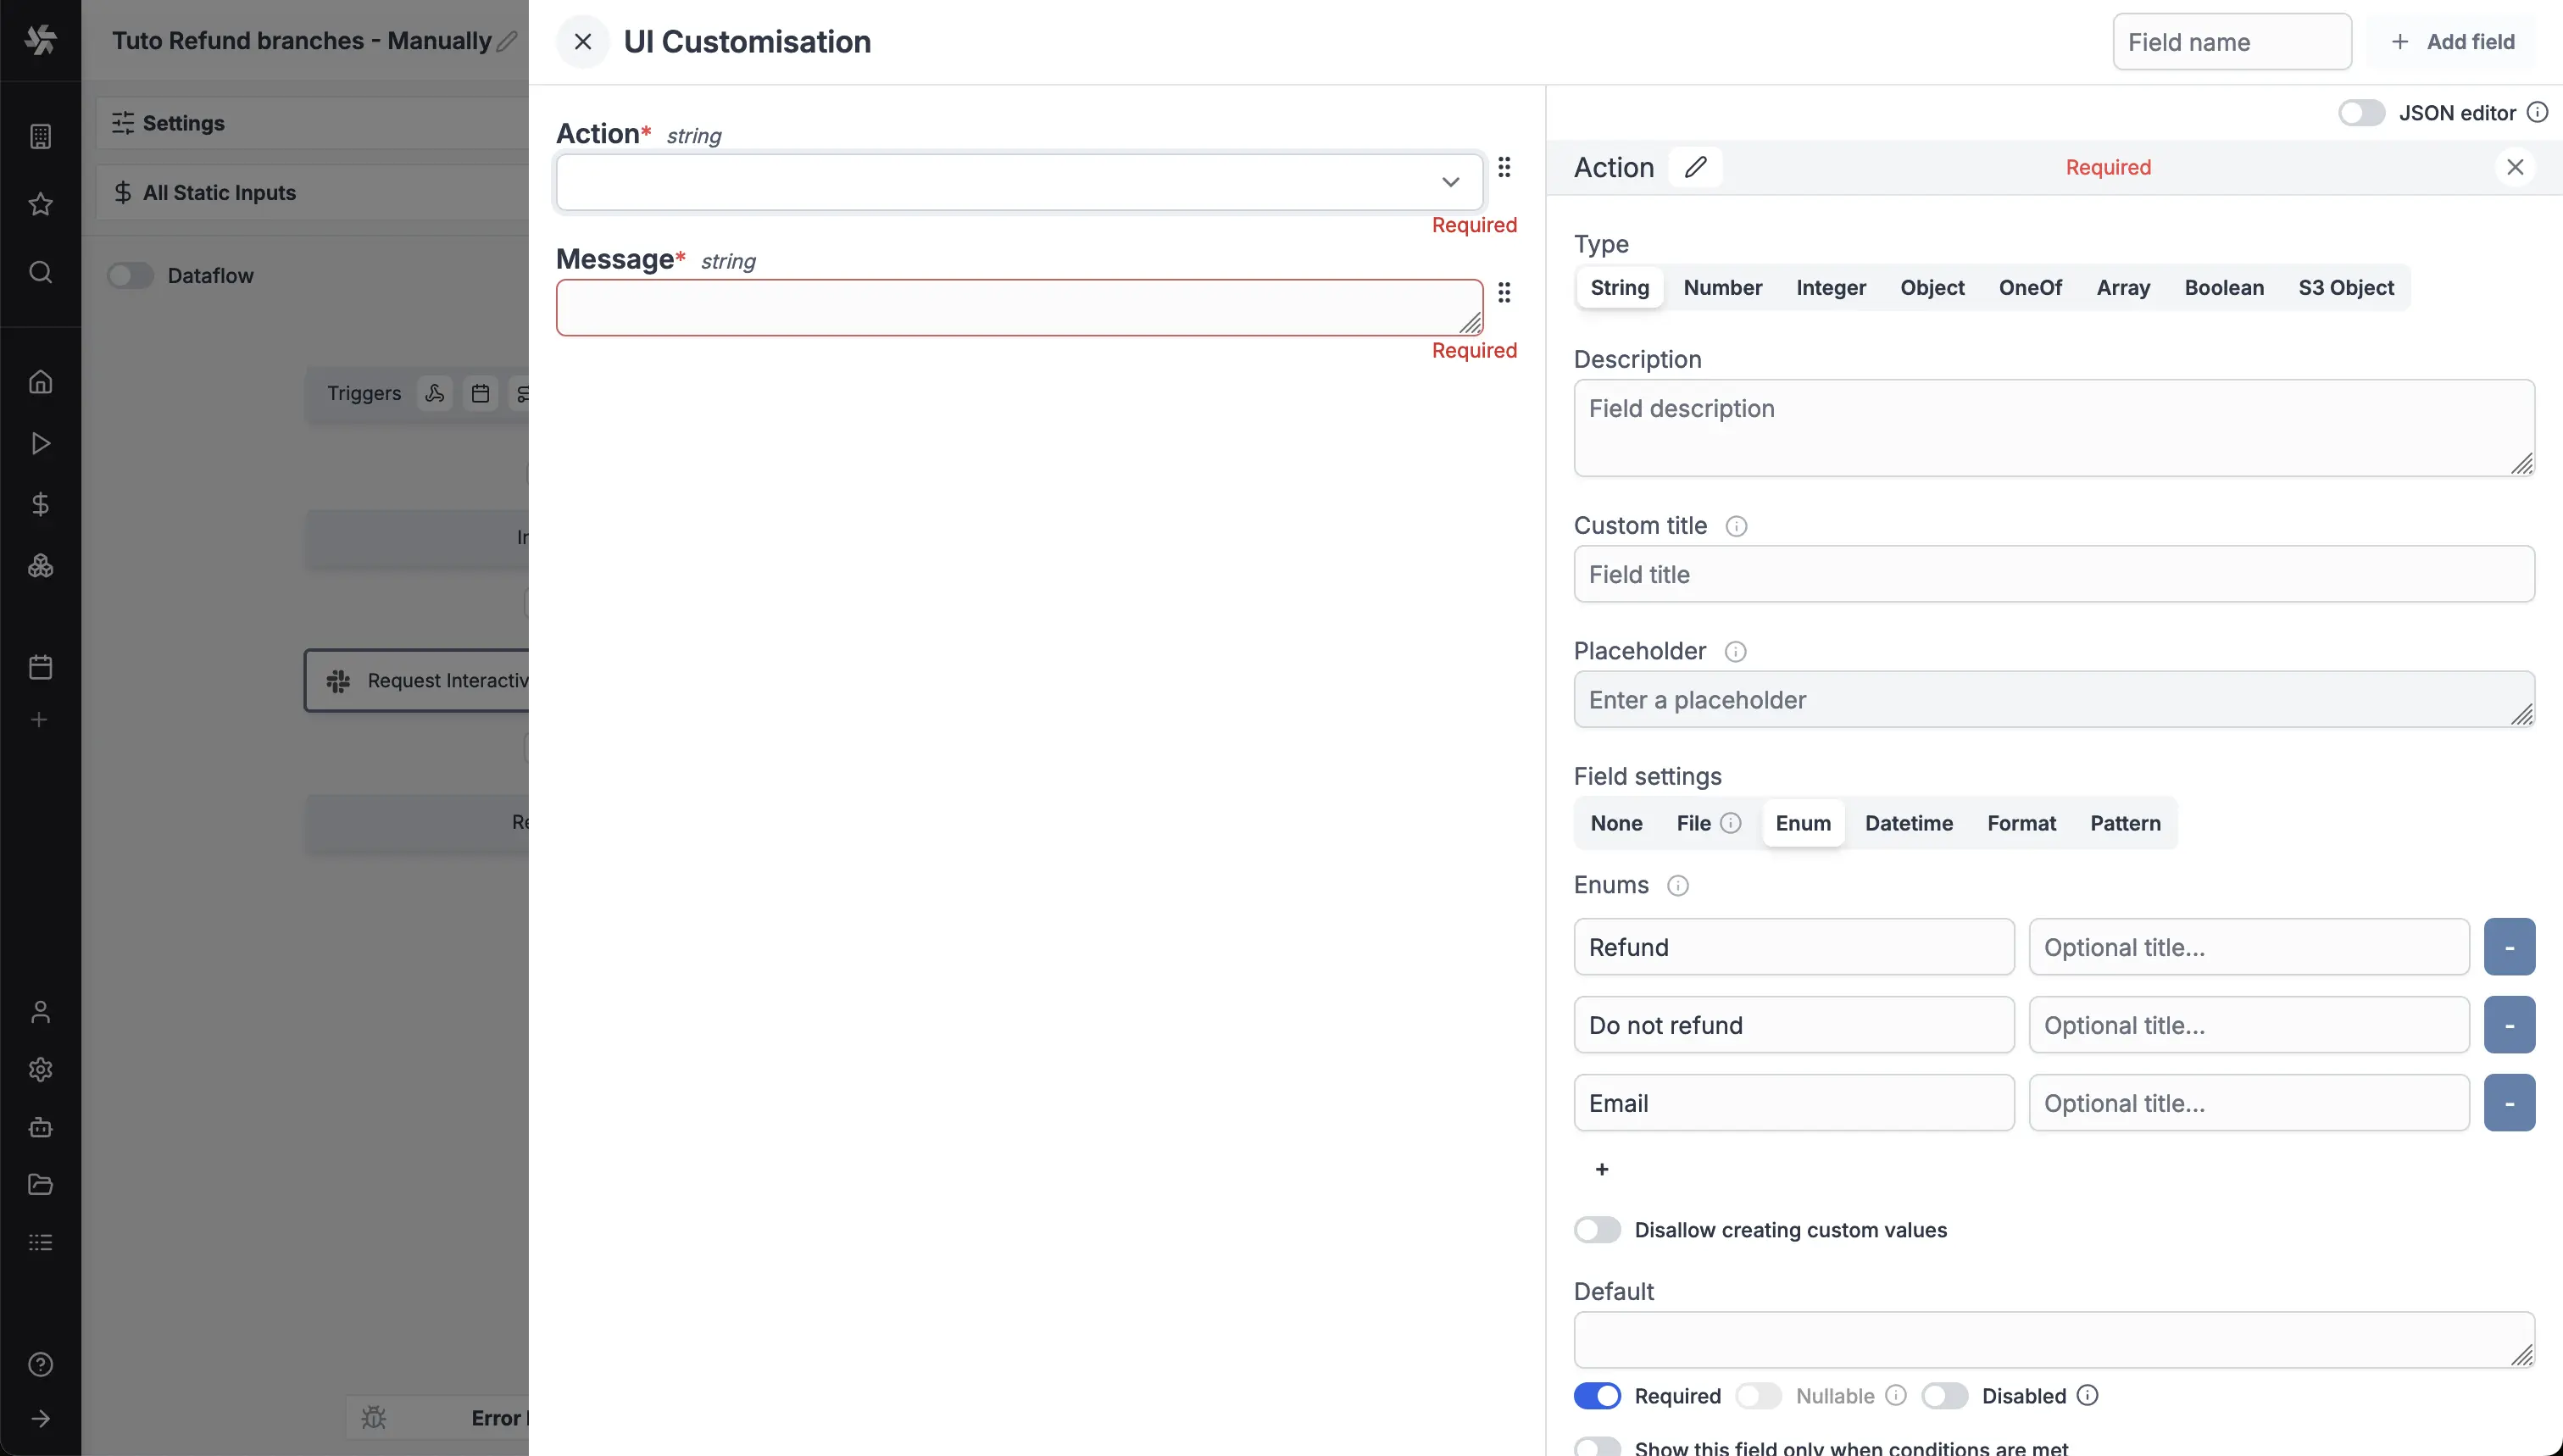 Tuto Refund branches - Manually
Settings
All Static Inputs
Dataflow
Triggers
Request Interactiv
Error
UI Customisation
Field name
+ Add field
Action* string
Required
Message* string
Required
JSON editor
Action
Required
Type
String Number Integer Object OneOf Array Boolean S3 Object
Description
Field description
Custom title
Field title
Placeholder
Enter a placeholder
Field settings
None File Enum Datetime Format Pattern
Enums
Refund Optional title... -
Do not refund Optional title... -
Email Optional title... -
+
Disallow creating custom values
Default
Required Nullable Disabled
Show this field only when conditions are met